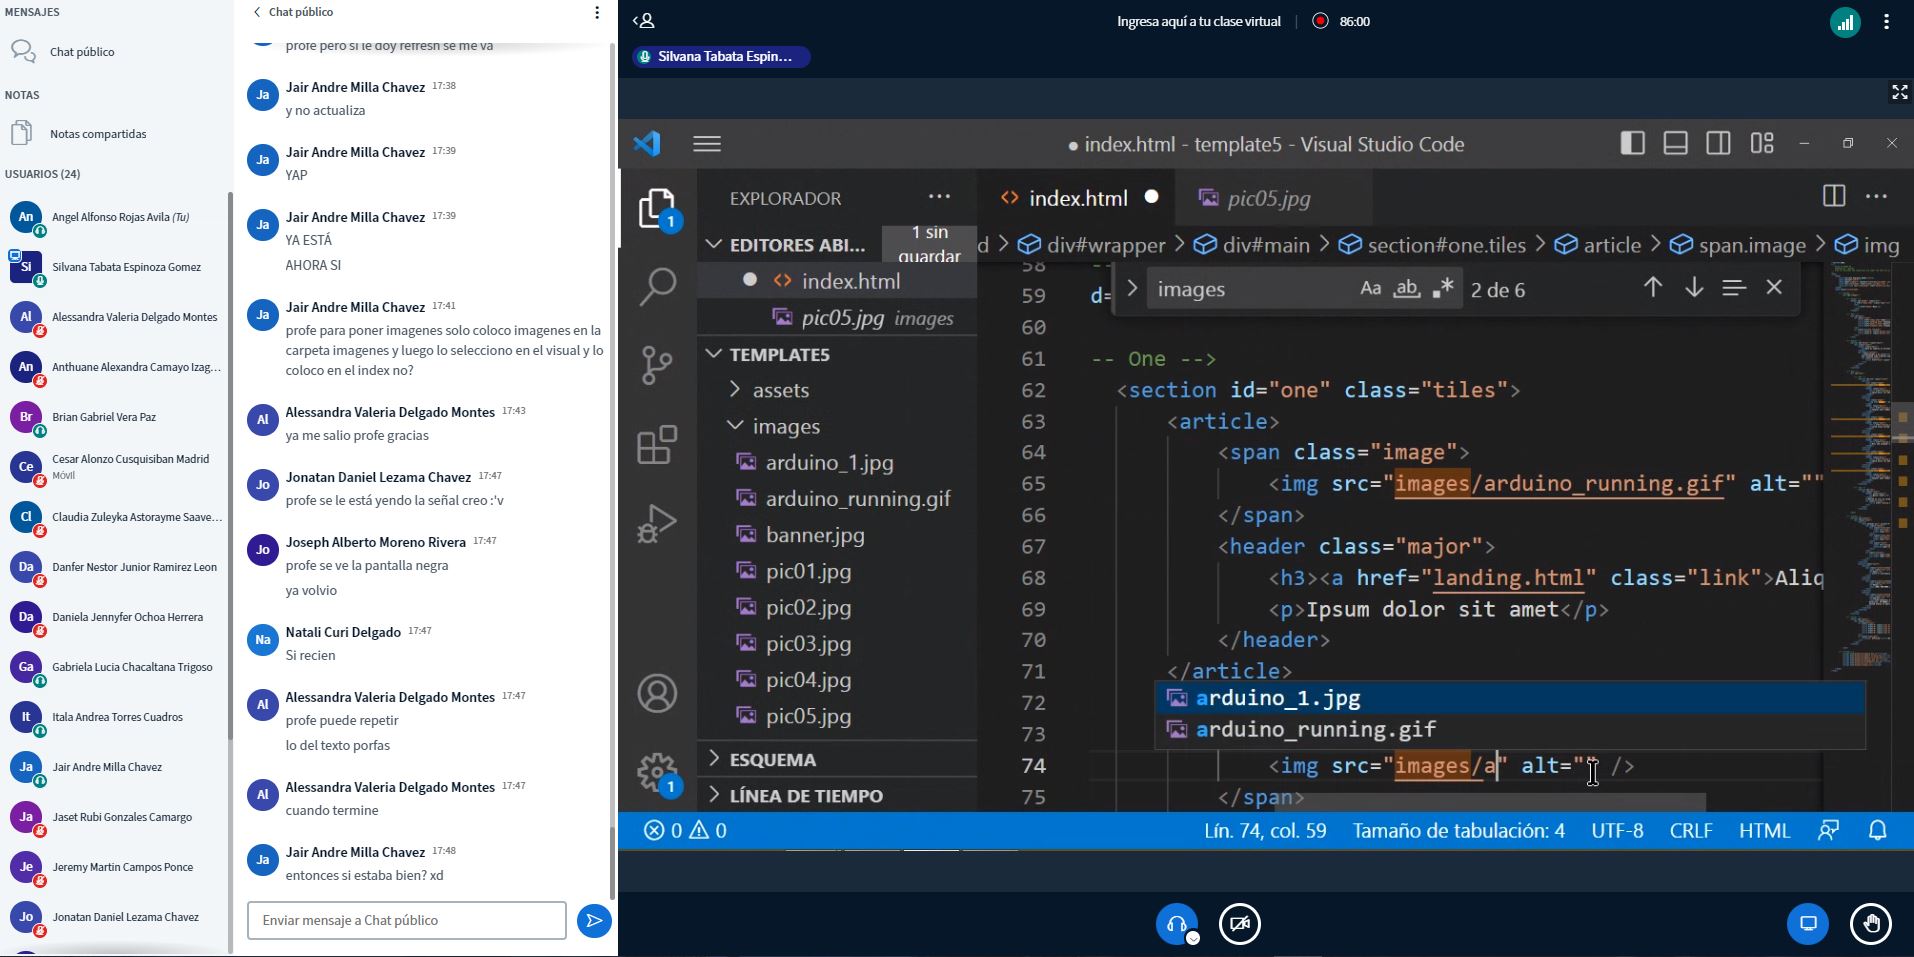 MENSAJES
Chat público
NOTAS
Notas compartidas
USUARIOS (24)
An
Angel Alfonso Rojas Avila (Tu)
Si
Silvana Tabata Espinoza Gomez
Al
Alessandra Valeria Delgado Montes
An
Anthuane Alexandra Camayo Izag...
Br
Brian Gabriel Vera Paz
Ce
Cesar Alonzo Cusquisiban Madrid
Móvil
Cl
Claudia Zuleyka Astorayme Saave...
Da
Danfer Nestor Junior Ramirez Leon
Da
Daniela Jennyfer Ochoa Herrera
Ga
Gabriela Lucia Chacaltana Trigoso
It
Itala Andrea Torres Cuadros
Ja
Jair Andre Milla Chavez
Ja
Jaset Rubi Gonzales Camargo
Je
Jeremy Martin Campos Ponce
Jo
Jonatan Daniel Lezama Chavez
Chat público
profe pero si le doy refresh se me va
Ja
Jair Andre Milla Chavez 17:38
y no actualiza
Ja
Jair Andre Milla Chavez 17:39
YAP
Ja
Jair Andre Milla Chavez 17:39
YA ESTÁ
AHORA SI
Ja
Jair Andre Milla Chavez 17:41
profe para poner imagenes solo coloco imagenes en la
carpeta imagenes y luego lo selecciono en el visual y lo
coloco en el index no?
Al
Alessandra Valeria Delgado Montes 17:43
ya me salio profe gracias
Jo
Jonatan Daniel Lezama Chavez 17:47
profe se le está yendo la señal creo :'v
Jo
Joseph Alberto Moreno Rivera 17:47
profe se ve la pantalla negra
ya volvio
Na
Natali Curi Delgado 17:47
Si recien
Al
Alessandra Valeria Delgado Montes 17:47
profe puede repetir
lo del texto porfas
Al
Alessandra Valeria Delgado Montes 17:47
cuando termine
Ja
Jair Andre Milla Chavez 17:48
entonces si estaba bien? xd
Enviar mensaje a Chat público
Ingresa aquí a tu clase virtual
86:00
Silvana Tabata Espin...
● index.html - template5 - Visual Studio Code
EXPLORADOR
index.html
pic05.jpg
EDITORES ABI...
1 sin
guardar
d > div#wrapper > div#main > section#one.tiles > article > span.image > img
index.html
pic05.jpg images
TEMPLATE5
assets
images
arduino_1.jpg
arduino_running.gif
banner.jpg
pic01.jpg
pic02.jpg
pic03.jpg
pic04.jpg
pic05.jpg
ESQUEMA
LÍNEA DE TIEMPO
1
1
images
Aa
ab
2 de 6
58 --
59 d=
60
61 -- One -->
62 <section id="one" class="tiles">
63 <article>
64 <span class="image">
65 <img src="images/arduino_running.gif" alt=""
66 </span>
67 <header class="major">
68 <h3><a href="landing.html" class="link">Aliq
69 <p>Ipsum dolor sit amet</p>
70 </header>
71 </article>
72
arduino_1.jpg
73
arduino_running.gif
74 <img src="images/a" alt="" />
75 </span>
0 0
Lín. 74, col. 59
Tamaño de tabulación: 4
UTF-8
CRLF
HTML